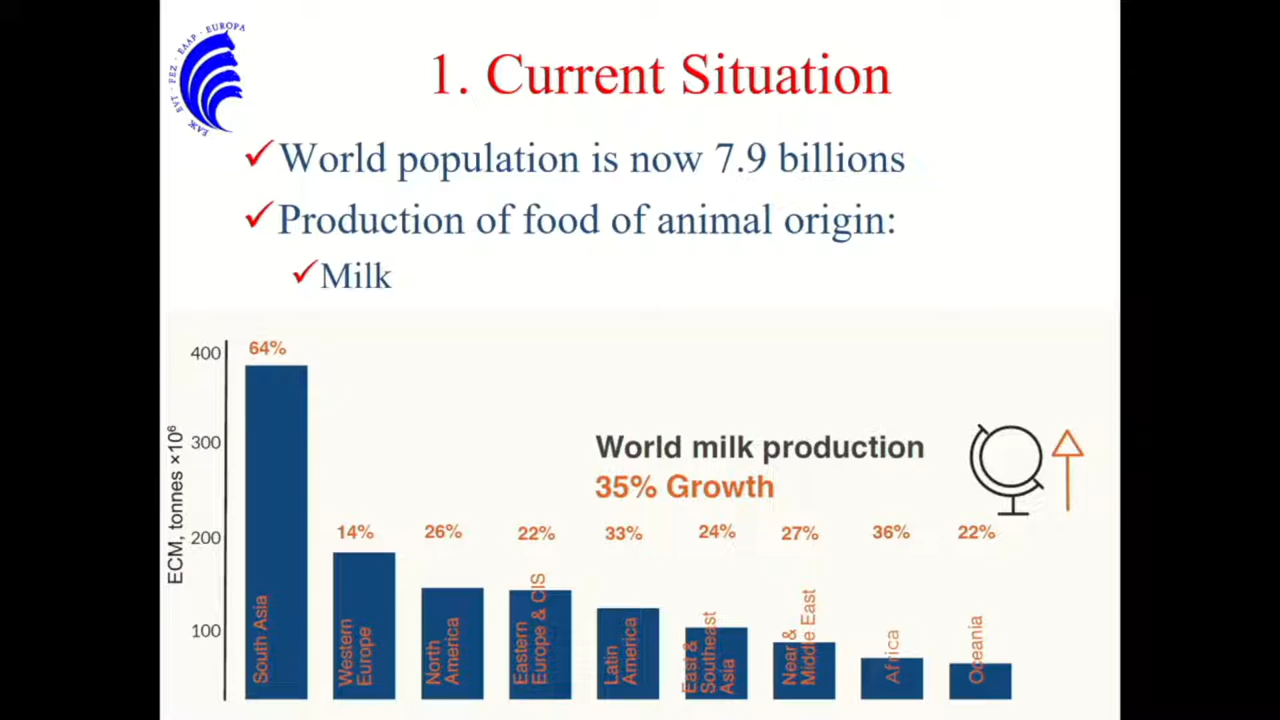 EVT · FEZ · EAAP · EUROPA
ЕАЖ
1. Current Situation
✓World population is now 7.9 billions
✓Production of food of animal origin:
✓Milk
ECM, tonnes ×10⁶
400
300
200
100
64%
14%
26%
22%
33%
24%
27%
36%
22%
World milk production
35% Growth
South Asia
Western
Europe
North
America
Eastern
Europe & CIS
Latin
America
East &
Southeast
Asia
Near &
Middle East
Africa
Oceania